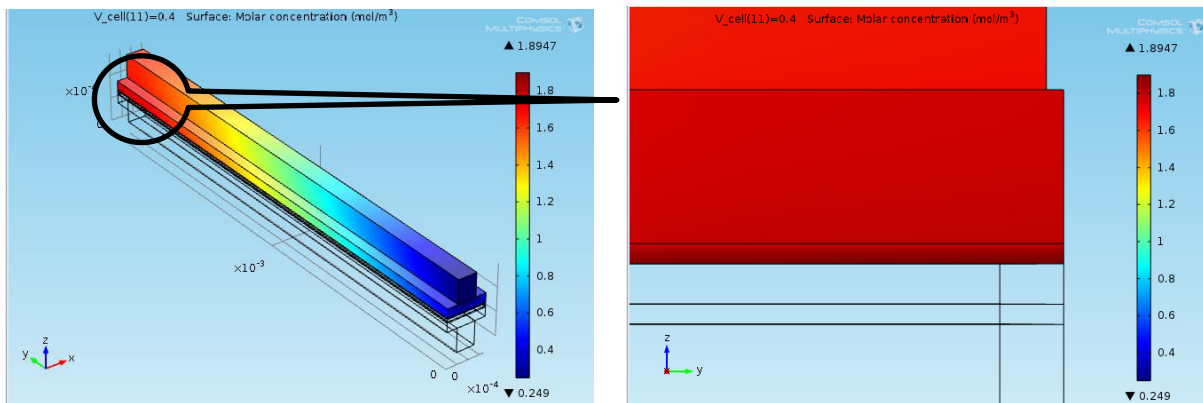 V_cell(11)=0.4 Surface: Molar concentration (mol/m³)
COMSOL
MULTIPHYSICS
▲ 1.8947
1.8
1.6
1.4
1.2
1
0.8
0.6
0.4
▼ 0.249
×10⁻³
0 0
×10⁻⁴
z
y
x
V_cell(11)=0.4 Surface: Molar concentration (mol/m³)
COMSOL
MULTIPHYSICS
▲ 1.8947
1.8
1.6
1.4
1.2
1
0.8
0.6
0.4
▼ 0.249
z
y